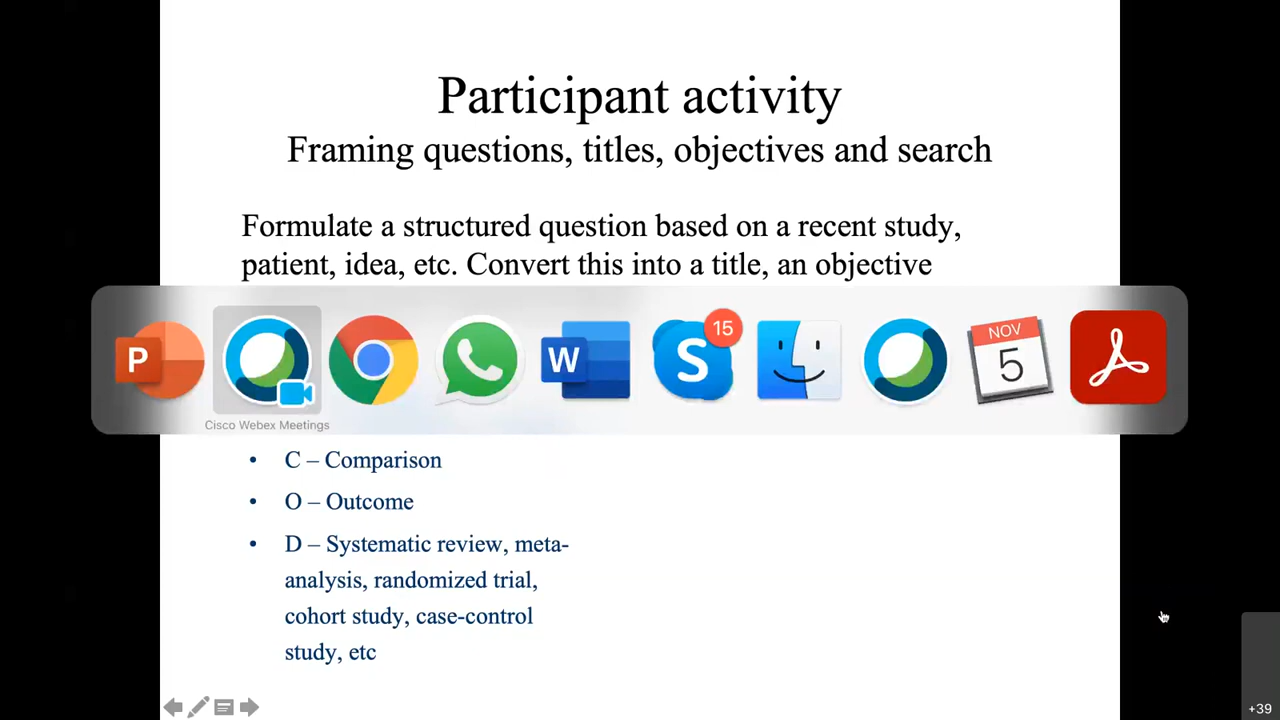 Participant activity
Framing questions, titles, objectives and search
Formulate a structured question based on a recent study,
patient, idea, etc. Convert this into a title, an objective
P
W
S
15
NOV
5
Cisco Webex Meetings
• C – Comparison
• O – Outcome
• D – Systematic review, meta-
analysis, randomized trial,
cohort study, case-control
study, etc
+39